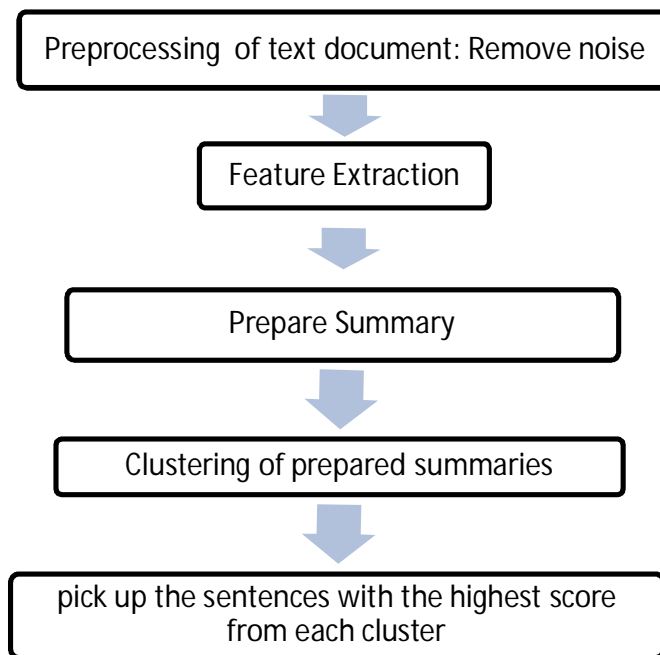 Preprocessing of text document: Remove noise
Feature Extraction
Prepare Summary
Clustering of prepared summaries
pick up the sentences with the highest score
from each cluster